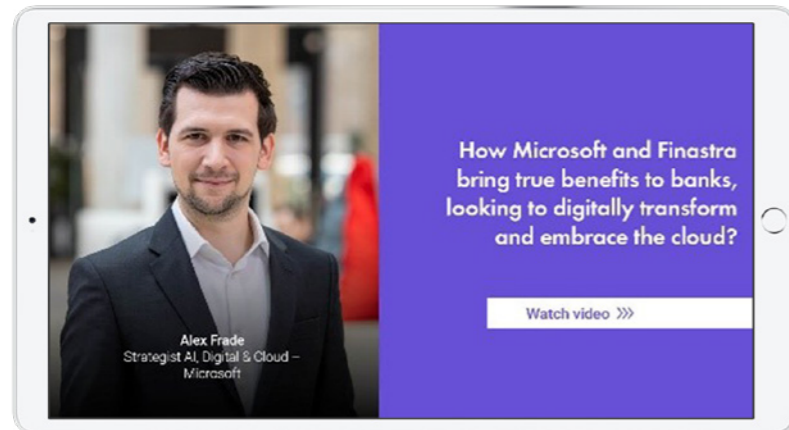 How Microsoft and Finastra
bring true benefits to banks,
looking to digitally transform
and embrace the cloud?
Watch video >>>
Alex Frade
Strategist AI, Digital & Cloud –
Microsoft